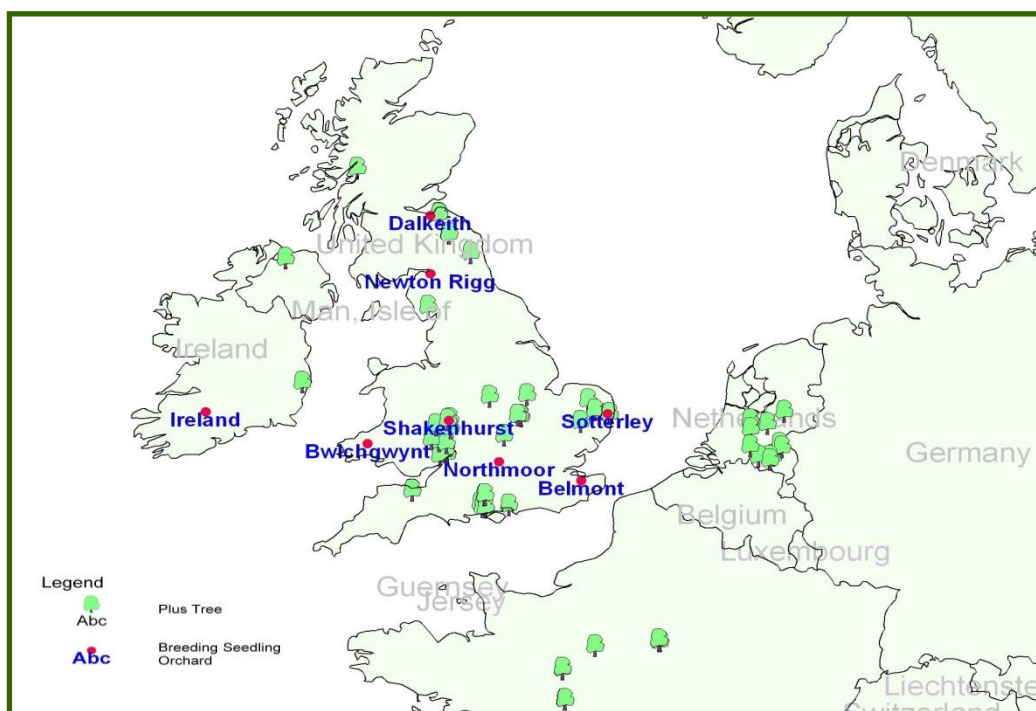 Denmark
Dalkeith
United Kingdom
Newton Rigg
Man, Isle of
Ireland
Ireland
Shakenhurst
Sotterley
Netherlands
Bwlchgwynt
Northmoor
Germany
Belmont
Belgium
Luxembourg
Guernsey
Jersey
Legend
Abc
Plus Tree
Abc
Breeding Seedling
Orchard
Liechtenste
Switzerland